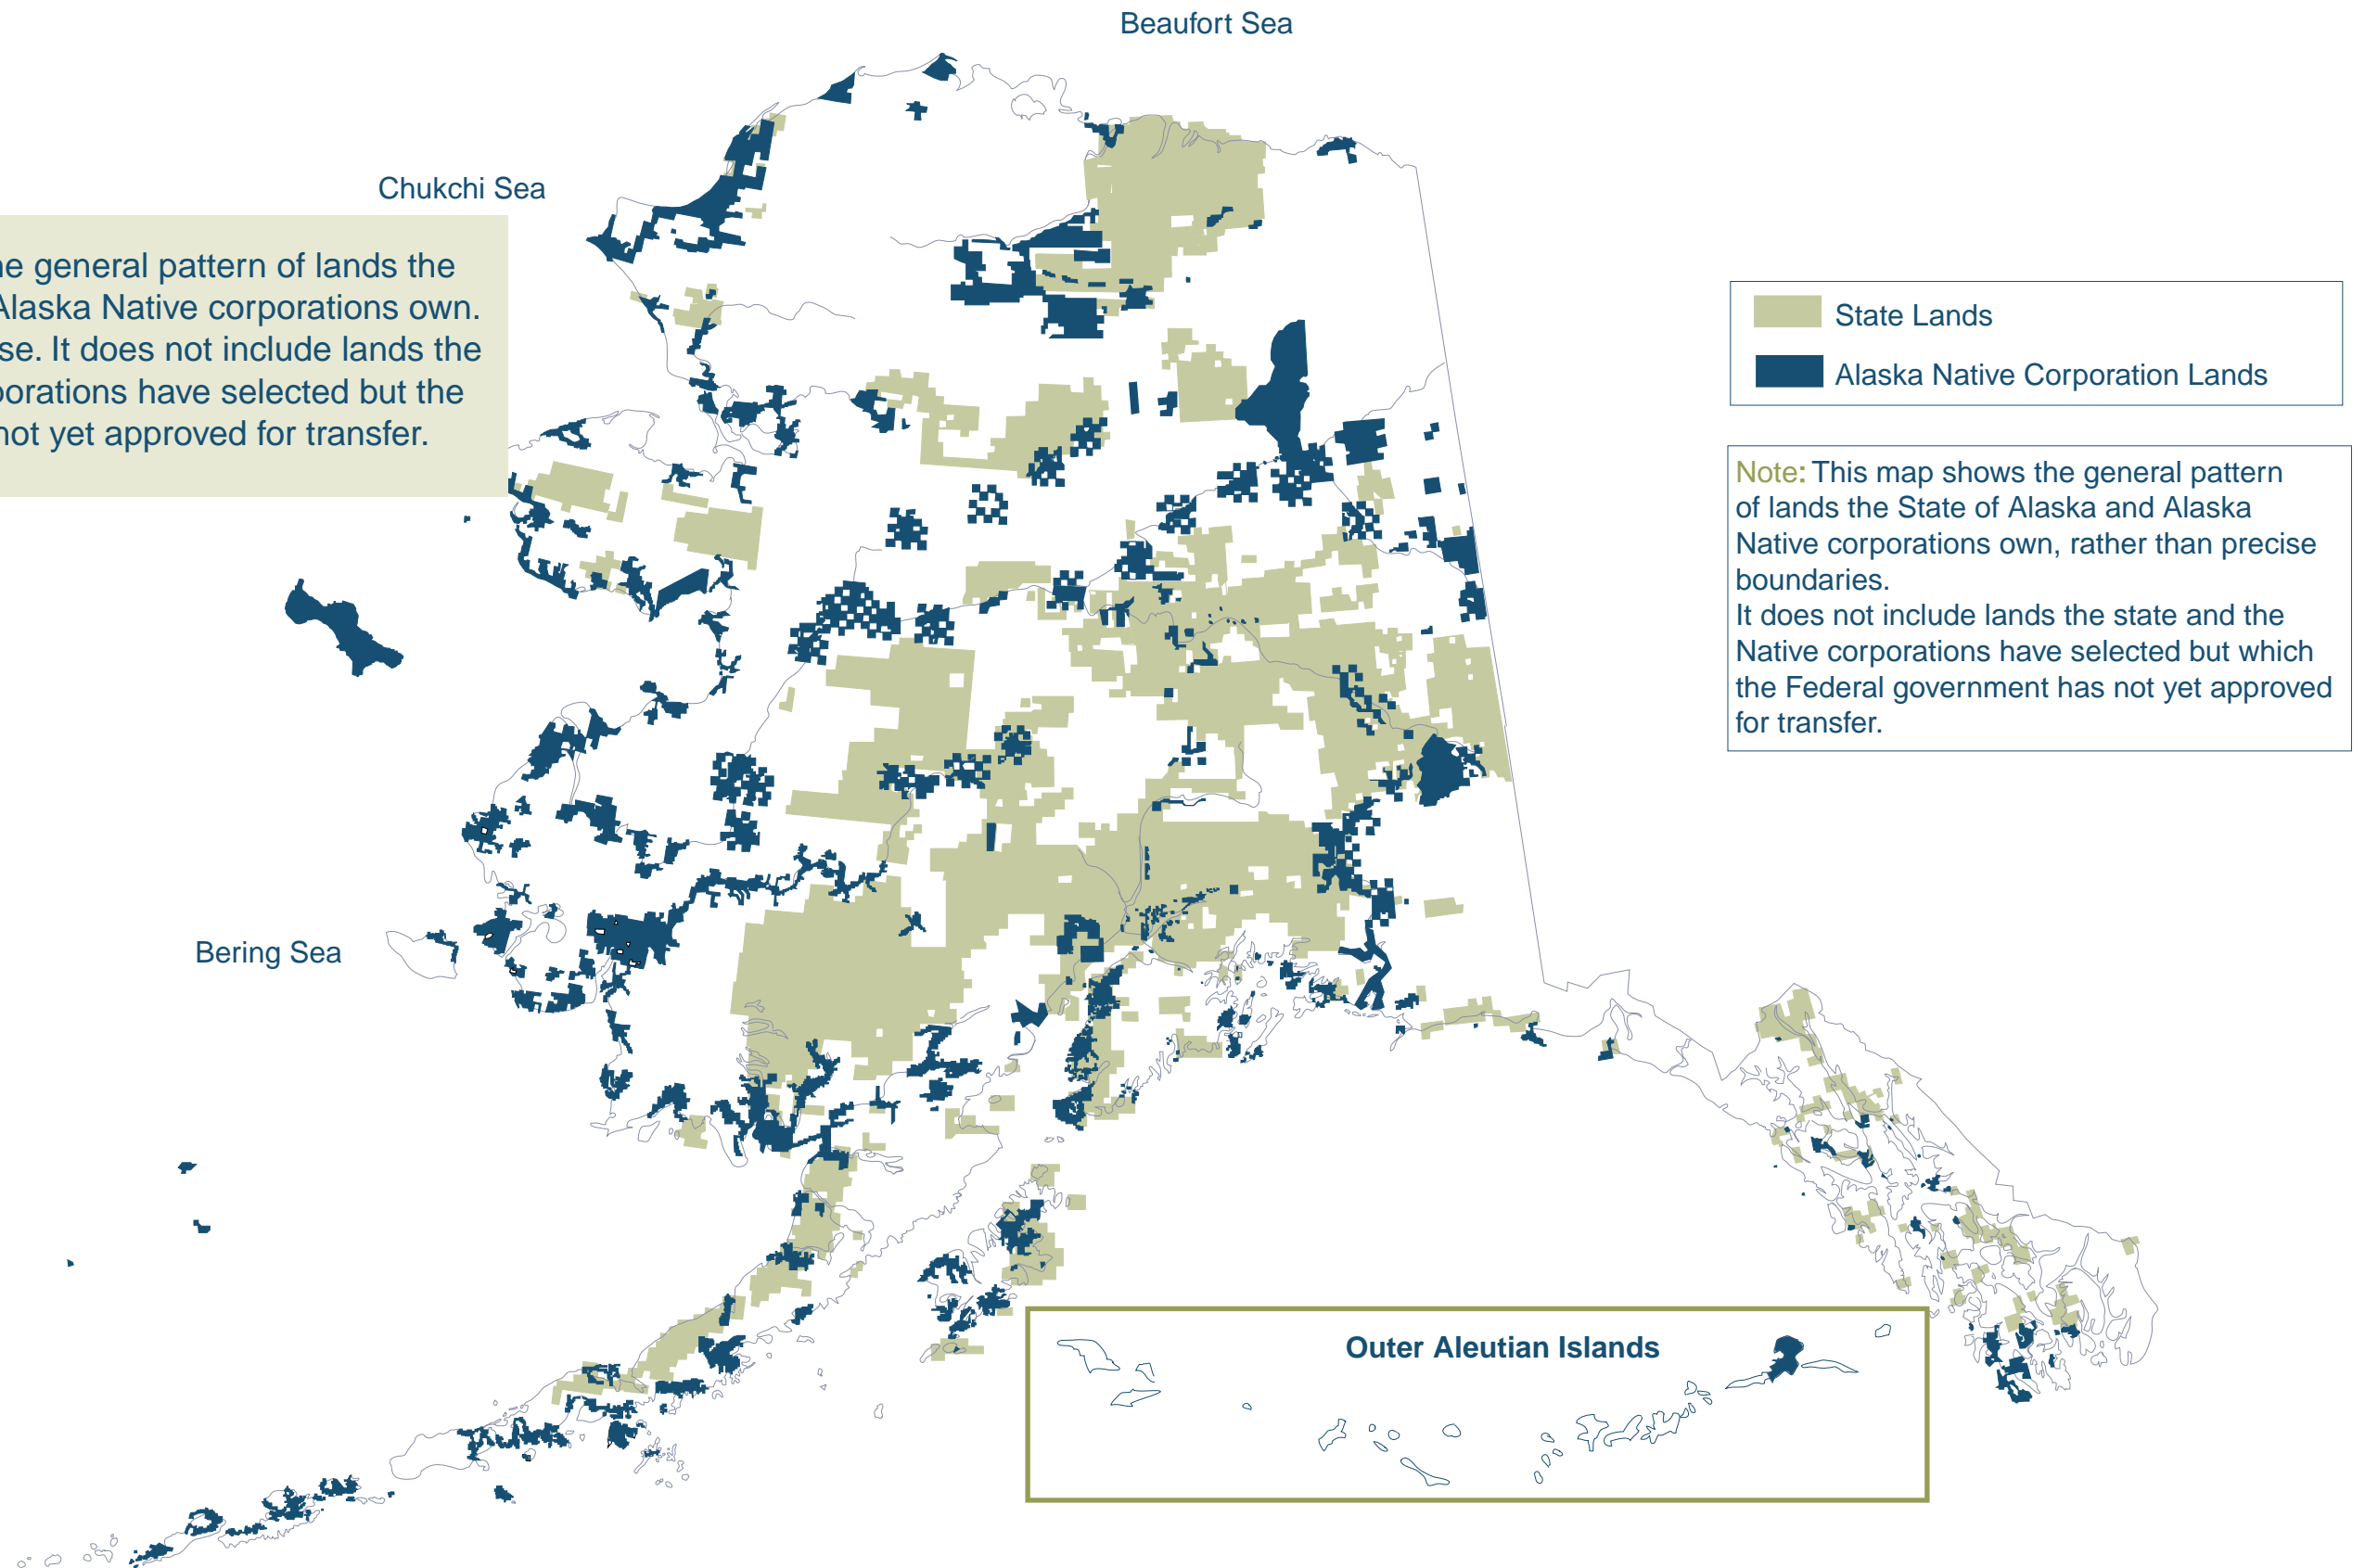 Beaufort Sea
Chukchi Sea
ne general pattern of lands the
Alaska Native corporations own.
se. It does not include lands the
porations have selected but the
not yet approved for transfer.
State Lands
Alaska Native Corporation Lands
Note: This map shows the general pattern
of lands the State of Alaska and Alaska
Native corporations own, rather than precise
boundaries.
It does not include lands the state and the
Native corporations have selected but which
the Federal government has not yet approved
for transfer.
Bering Sea
Outer Aleutian Islands